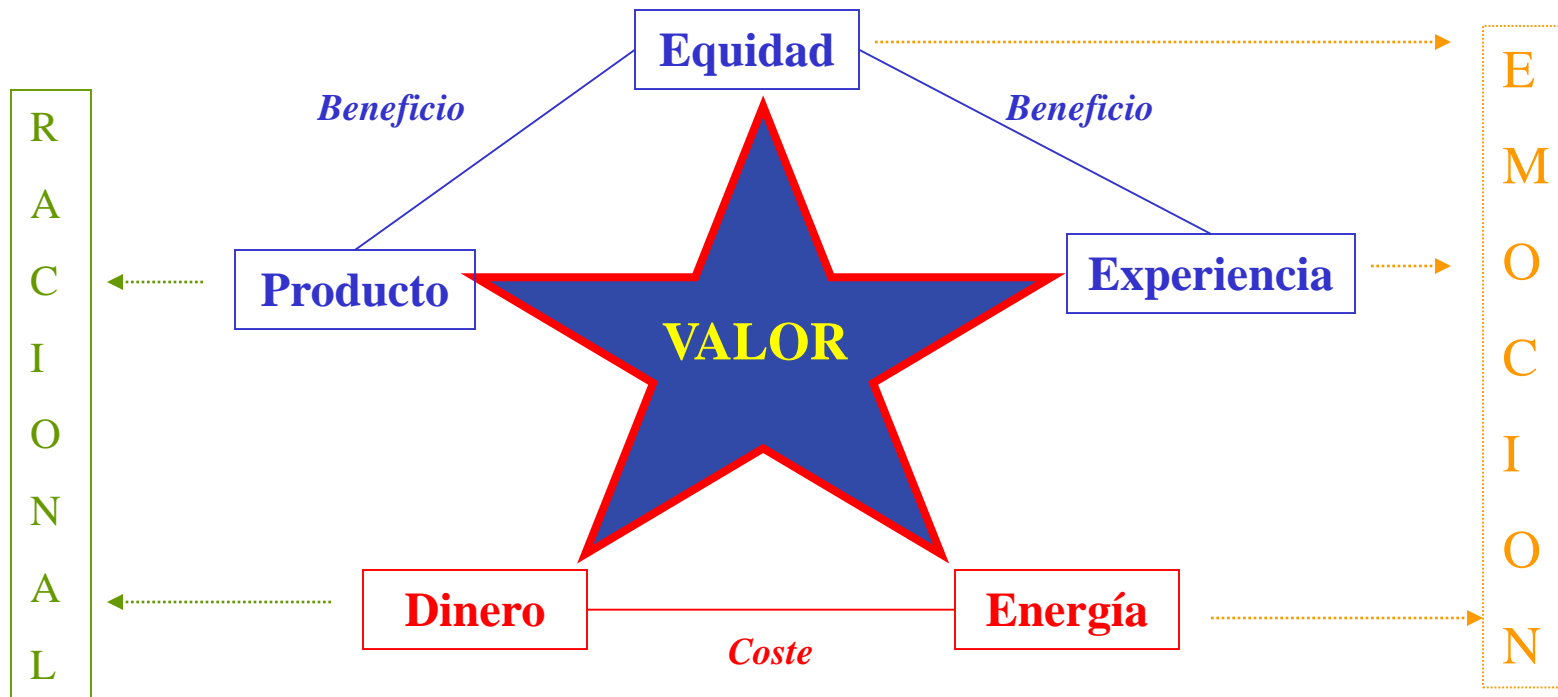 Equidad
Beneficio
Beneficio
Producto
Experiencia
VALOR
Dinero
Energía
Coste
R
A
C
I
O
N
A
L
E
M
O
C
I
O
N